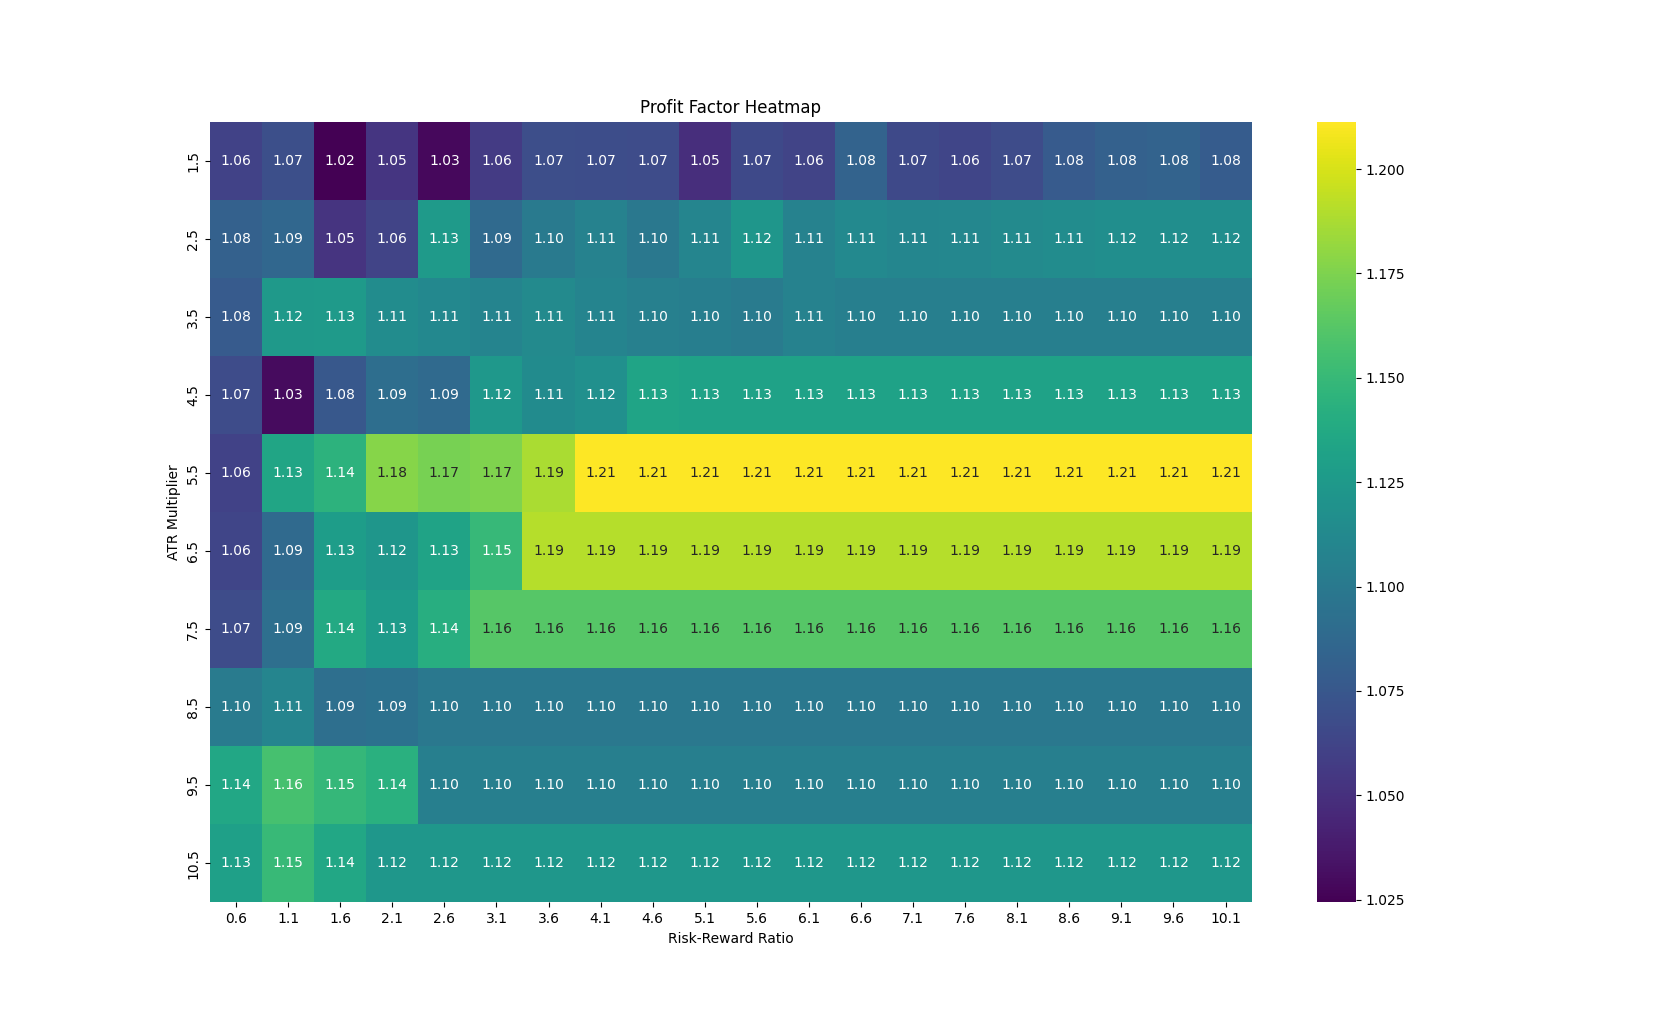 Profit Factor Heatmap
1.5 1.06 1.07 1.02 1.05 1.03 1.06 1.07 1.07 1.07 1.05 1.07 1.06 1.08 1.07 1.06 1.07 1.08 1.08 1.08 1.08
2.5 1.08 1.09 1.05 1.06 1.13 1.09 1.10 1.11 1.10 1.11 1.12 1.11 1.11 1.11 1.11 1.11 1.11 1.12 1.12 1.12
3.5 1.08 1.12 1.13 1.11 1.11 1.11 1.11 1.11 1.10 1.10 1.10 1.11 1.10 1.10 1.10 1.10 1.10 1.10 1.10 1.10
4.5 1.07 1.03 1.08 1.09 1.09 1.12 1.11 1.12 1.13 1.13 1.13 1.13 1.13 1.13 1.13 1.13 1.13 1.13 1.13 1.13
5.5 1.06 1.13 1.14 1.18 1.17 1.17 1.19 1.21 1.21 1.21 1.21 1.21 1.21 1.21 1.21 1.21 1.21 1.21 1.21 1.21
6.5 1.06 1.09 1.13 1.12 1.13 1.15 1.19 1.19 1.19 1.19 1.19 1.19 1.19 1.19 1.19 1.19 1.19 1.19 1.19 1.19
7.5 1.07 1.09 1.14 1.13 1.14 1.16 1.16 1.16 1.16 1.16 1.16 1.16 1.16 1.16 1.16 1.16 1.16 1.16 1.16 1.16
8.5 1.10 1.11 1.09 1.09 1.10 1.10 1.10 1.10 1.10 1.10 1.10 1.10 1.10 1.10 1.10 1.10 1.10 1.10 1.10 1.10
9.5 1.14 1.16 1.15 1.14 1.10 1.10 1.10 1.10 1.10 1.10 1.10 1.10 1.10 1.10 1.10 1.10 1.10 1.10 1.10 1.10
10.5 1.13 1.15 1.14 1.12 1.12 1.12 1.12 1.12 1.12 1.12 1.12 1.12 1.12 1.12 1.12 1.12 1.12 1.12 1.12 1.12
0.6 1.1 1.6 2.1 2.6 3.1 3.6 4.1 4.6 5.1 5.6 6.1 6.6 7.1 7.6 8.1 8.6 9.1 9.6 10.1
Risk-Reward Ratio
ATR Multiplier
1.200
1.175
1.150
1.125
1.100
1.075
1.050
1.025